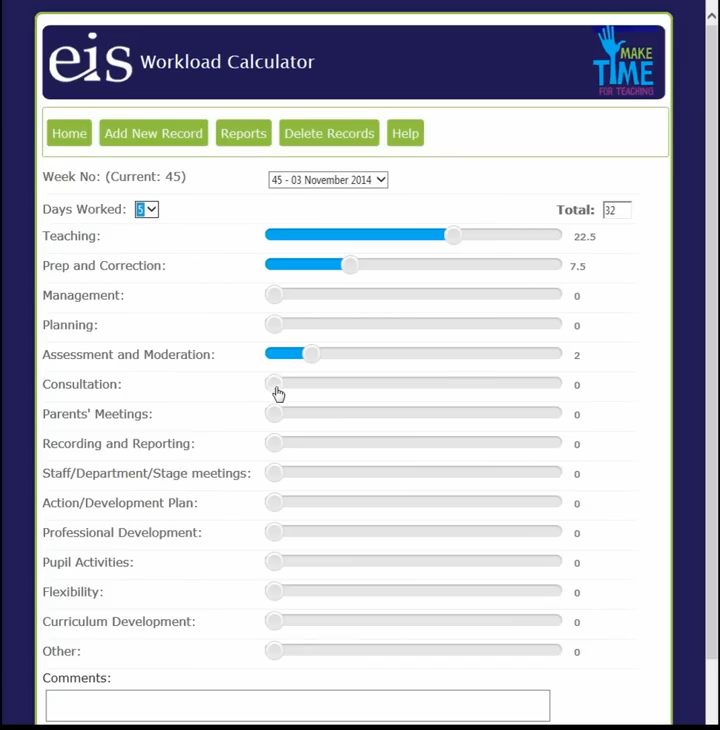 eis Workload Calculator
MAKE
TIME
FOR TEACHING
Home Add New Record Reports Delete Records Help
Week No: (Current: 45) 45 - 03 November 2014
Days Worked: 5 Total: 32
Teaching: 22.5
Prep and Correction: 7.5
Management: 0
Planning: 0
Assessment and Moderation: 2
Consultation: 0
Parents' Meetings: 0
Recording and Reporting: 0
Staff/Department/Stage meetings: 0
Action/Development Plan: 0
Professional Development: 0
Pupil Activities: 0
Flexibility: 0
Curriculum Development: 0
Other: 0
Comments: